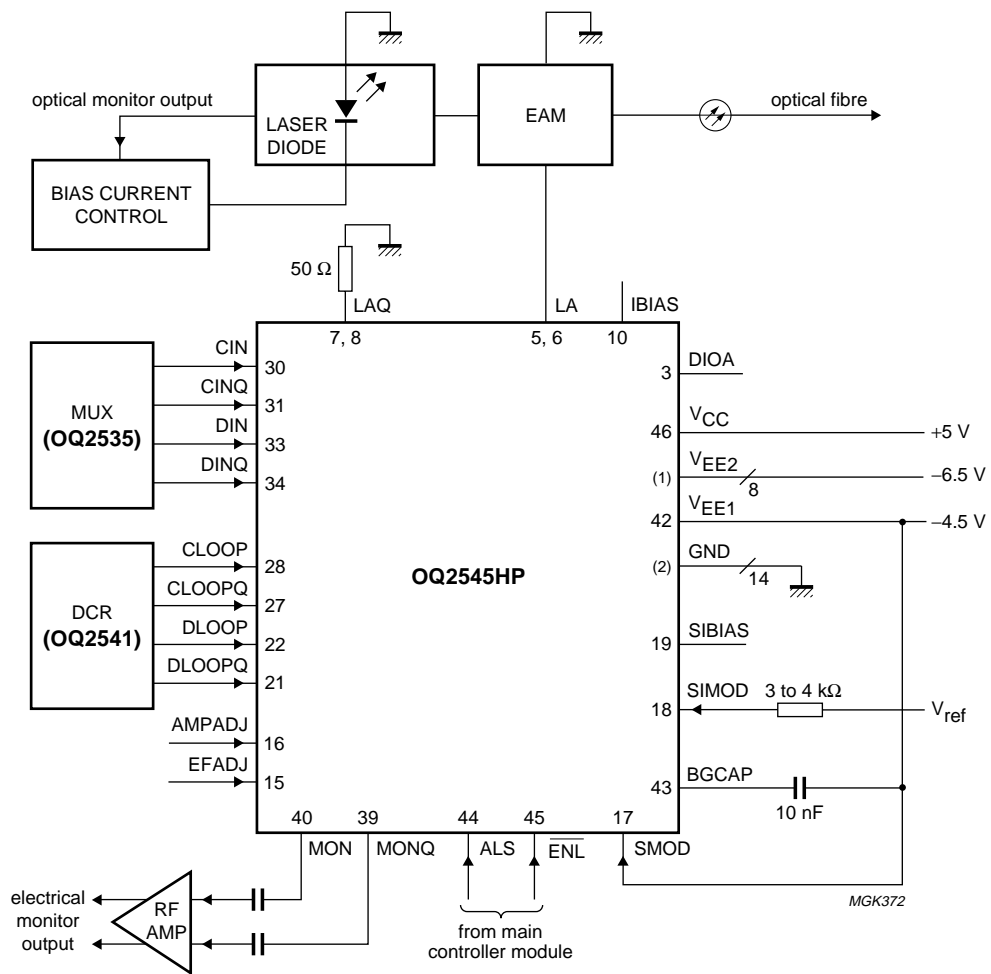 optical monitor output
LASER
DIODE
EAM
optical fibre
BIAS CURRENT
CONTROL
50 Ω
LAQ
LA
IBIAS
7, 8
5, 6
10
MUX
(OQ2535)
CIN
30
CINQ
31
DIN
33
DINQ
34
DCR
(OQ2541)
CLOOP
28
CLOOPQ
27
DLOOP
22
DLOOPQ
21
AMPADJ
16
EFADJ
15
OQ2545HP
3
DIOA
46
VCC
+5 V
(1)
VEE2
8
−6.5 V
42
VEE1
−4.5 V
(2)
GND
14
19
SIBIAS
18
SIMOD
3 to 4 kΩ
Vref
43
BGCAP
10 nF
40
39
44
45
17
MON
MONQ
ALS
ENL
SMOD
electrical
monitor
output
RF
AMP
from main
controller module
MGK372